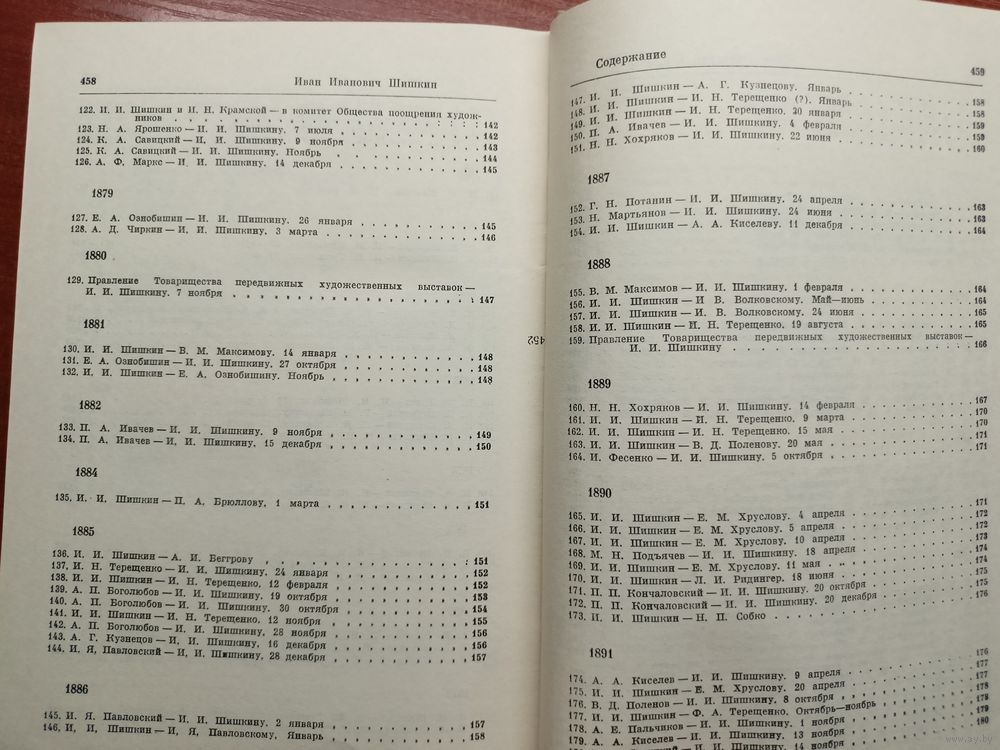 458 Иван Иванович Шишкин
122. И. И. Шишкин и И. Н. Крамской — в комитет Общества поощрения худож-
ников . . . . . . . . . . 142
123. Н. А. Ярошенко — И. И. Шишкину. 7 июля . . . . . . . . 142
124. К. А. Савицкий — И. И. Шишкину. 9 ноября . . . . . . . . 143
125. К. А. Савицкий — И. И. Шишкину. Ноябрь . . . . . . . . 144
126. А. Ф. Маркс — И. И. Шишкину. 14 декабря . . . . . . . . 145
1879
127. Е. А. Ознобишин — И. И. Шишкину. 26 января . . . . . . . . 145
128. А. Д. Чиркин — И. И. Шишкину. 3 марта . . . . . . . . 146
1880
129. Правление Товарищества передвижных художественных выставок —
И. И. Шишкину. 7 ноября . . . . . . . . 147
1881
130. И. И. Шишкин — В. М. Максимову. 14 января . . . . . . . . 148
131. Е. А. Ознобишин — И. И. Шишкину. 27 октября . . . . . . . . 148
132. И. И. Шишкин — Е. А. Ознобишину. Ноябрь . . . . . . . . 148
1882
133. П. А. Ивачев — И. И. Шишкину. 9 ноября . . . . . . . . 149
134. П. А. Ивачев — И. И. Шишкину. 15 декабря . . . . . . . . 150
1884
135. И. И. Шишкин — П. А. Брюллову. 1 марта . . . . . . . . 151
1885
136. И. И. Шишкин — А. И. Беггрову . . . . . . . . 151
137. И. Н. Терещенко — И. И. Шишкину. 24 января . . . . . . . . 152
138. И. И. Шишкин — И. Н. Терещенко. 12 февраля . . . . . . . . 152
139. А. П. Боголюбов — И. И. Шишкину. 19 октября . . . . . . . . 153
140. А. П. Боголюбов — И. И. Шишкину. 30 октября . . . . . . . . 154
141. И. И. Шишкин — И. Н. Терещенко. 12 ноября . . . . . . . . 155
142. А. П. Боголюбов — И. И. Шишкину. 28 ноября . . . . . . . . 156
143. А. Г. Кузнецов — И. И. Шишкину. 16 декабря . . . . . . . . 156
144. И. Я. Павловский — И. И. Шишкину. 28 декабря . . . . . . . . 157
1886
145. И. Я. Павловский — И. И. Шишкину. 2 января . . . . . . . . 157
146. И. И. Шишкин — И. Я. Павловскому. Январь . . . . . . . . 158
452
Содержание 459
147. И. И. Шишкин — А. Г. Кузнецову. Январь . . . . . . . . 158
148. И. И. Шишкин — И. Н. Терещенко (?). Январь . . . . . . . . 158
149. И. И. Шишкин — И. Н. Терещенко. 20 января . . . . . . . . 159
150. П. А. Ивачев — И. И. Шишкину. 4 февраля . . . . . . . . 159
151. Н. Н. Хохряков — И. И. Шишкину. 22 июня . . . . . . . . 160
1887
152. Г. Н. Потанин — И. И. Шишкину. 24 апреля . . . . . . . . 163
153. Н. Мартьянов — И. И. Шишкину. 24 июня . . . . . . . . 163
154. И. И. Шишкин — А. А. Киселеву. 11 декабря . . . . . . . . 164
1888
155. В. М. Максимов — И. И. Шишкину. 1 февраля . . . . . . . . 164
156. И. И. Шишкин — И В. Волковскому. Май—июнь . . . . . . . . 164
157. И. И. Шишкин — И. В. Волковскому. 24 июня . . . . . . . . 165
158. И. И. Шишкин — И. Н. Терещенко. 19 августа . . . . . . . . 165
159. Правление Товарищества передвижных художественных выставок —
И. И. Шишкину . . . . . . . . 166
1889
160. Н. Н. Хохряков — И. И. Шишкину. 14 февраля . . . . . . . . 167
161. И. И. Шишкин — И. Н. Терещенко. 9 марта . . . . . . . . 170
162. И. И. Шишкин — И. Н. Терещенко. 15 мая . . . . . . . . 170
163. И. И. Шишкин — В. Д. Поленову. 20 мая . . . . . . . . 171
164. И. Фесенко — И. И. Шишкину. 5 октября . . . . . . . . 171
1890
165. И. И. Шишкин — Е. М. Хруслову. 4 апреля . . . . . . . . 171
166. И. И. Шишкин — Е. М. Хруслову. 5 апреля . . . . . . . . 172
167. И. И. Шишкин — Е. М. Хруслову. 10 апреля . . . . . . . . 172
168. М. Н. Подъячев — И. И. Шишкину. 18 апреля . . . . . . . . 173
169. И. И. Шишкин — Е. М. Хруслову. 11 мая . . . . . . . . 174
170. И. И. Шишкин — Л. И. Ридингер. 18 июня . . . . . . . . 174
171. П. П. Кончаловский — И. И. Шишкину. 20 октября . . . . . . . . 175
172. П. П. Кончаловский — И. И. Шишкину. 20 декабря . . . . . . . . 175
173. И. И. Шишкин — Н. П. Собко . . . . . . . . 176
1891
174. А. А. Киселев — И. И. Шишкину. 9 апреля . . . . . . . . 176
175. И. И. Шишкин — Е. М. Хруслову. 20 апреля . . . . . . . . 177
176. В. Д. Поленов — И. И. Шишкину. 8 октября . . . . . . . . 177
177. И. И. Шишкин — Ф. А. Терещенко. Октябрь—ноябрь . . . . . . . . 178
178. А. Е. Пальчиков — И. И. Шишкину. 1 ноября . . . . . . . . 178
179. А. А. Киселев — И. И. Шишкину. 13 ноября . . . . . . . . 179
И. И. Шишкину. 14 ноября . . . . . . . . 180
www.ay.by